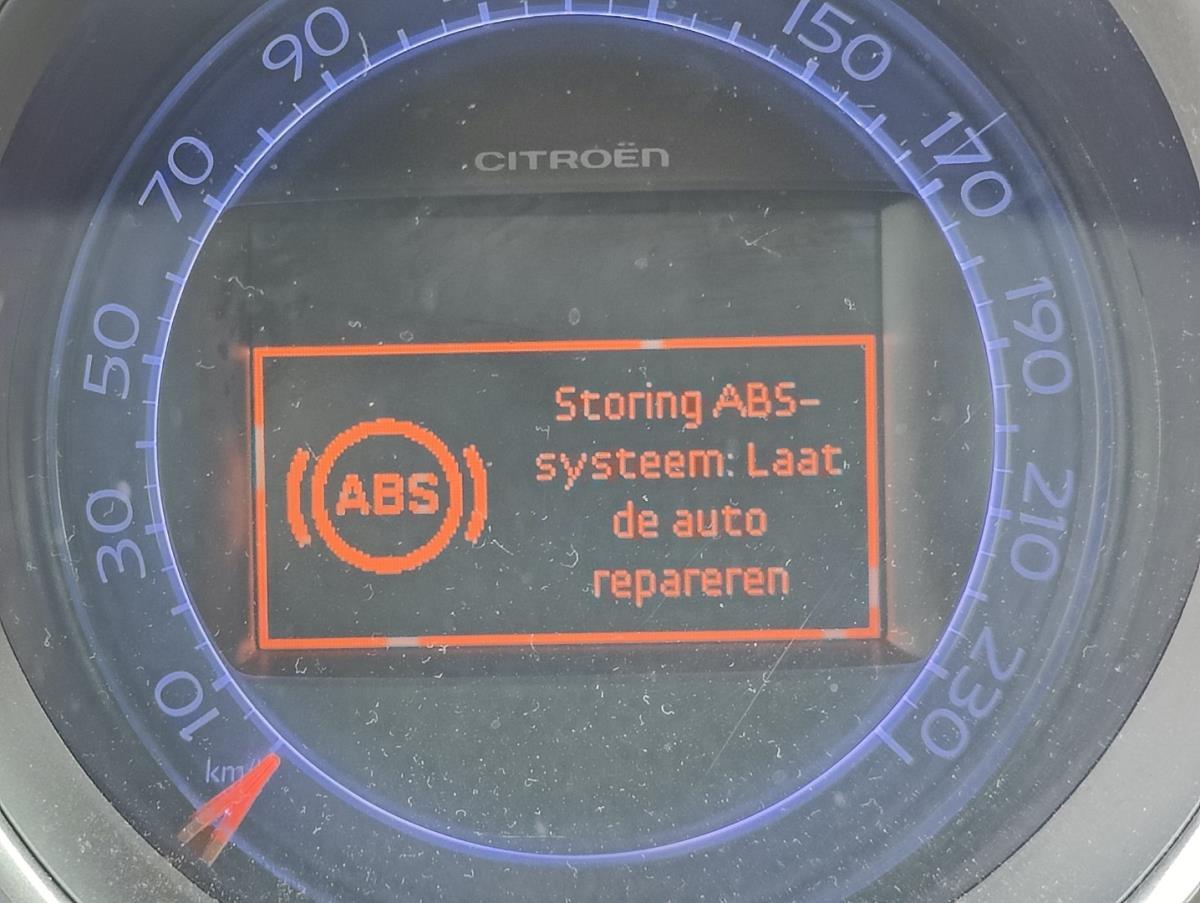 90
150
70
170
CITROËN
50
190
Storing ABS-
systeem: Laat
de auto
repareren
ABS
30
210
10
230